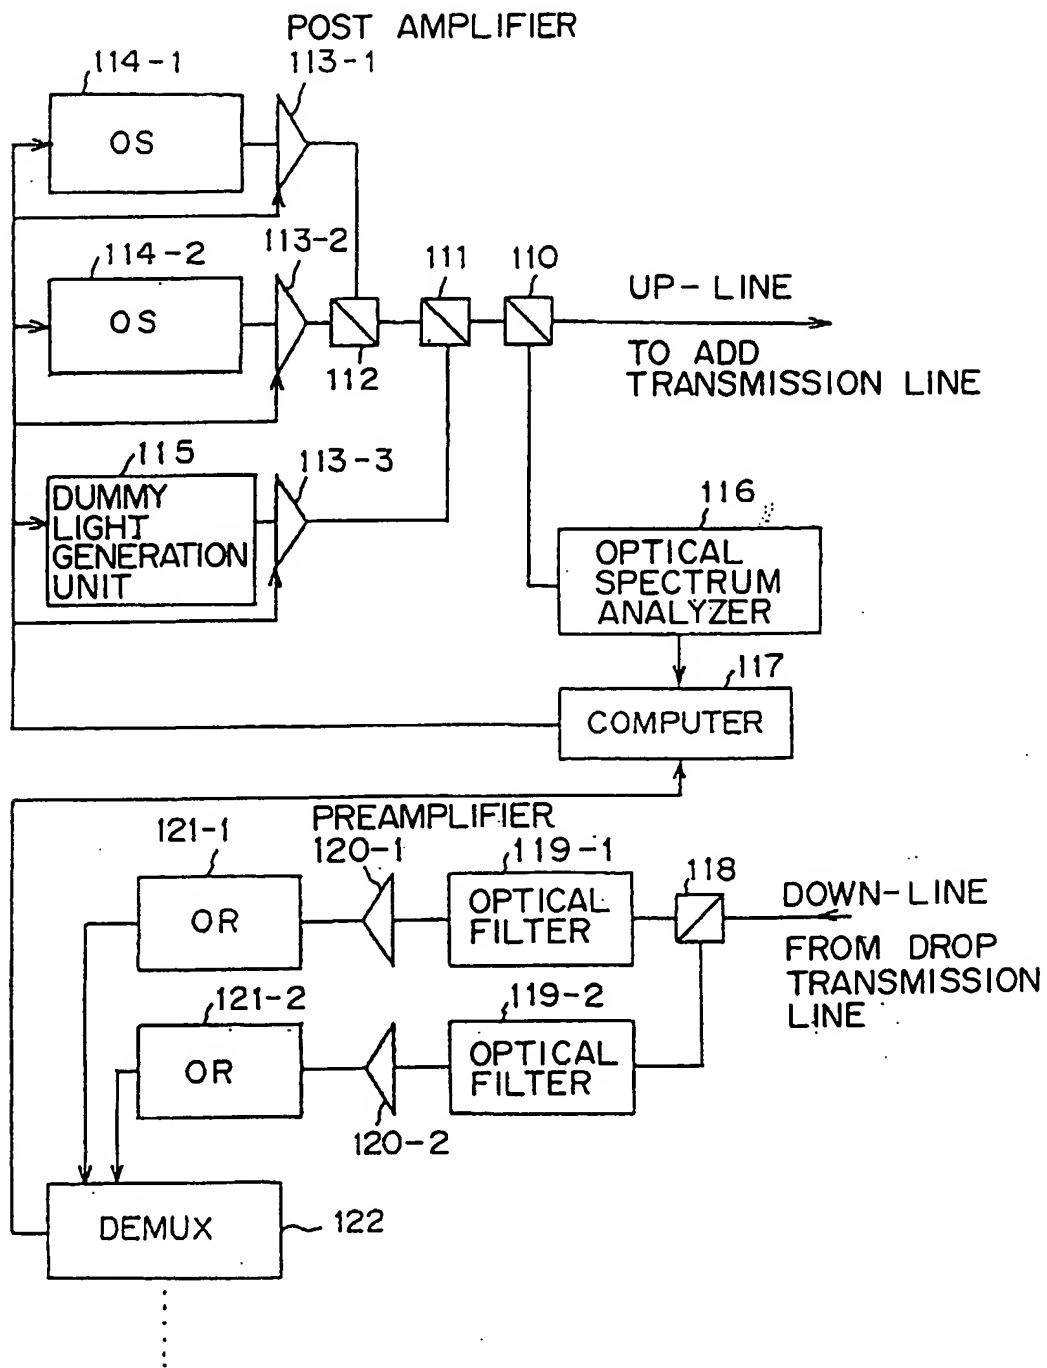 POST AMPLIFIER
114-1
113-1
OS
114-2
113-2
111
110
OS
112
UP-LINE
TO ADD
TRANSMISSION LINE
115
113-3
DUMMY
LIGHT
GENERATION
UNIT
116
OPTICAL
SPECTRUM
ANALYZER
117
COMPUTER
PREAMPLIFIER
121-1
120-1
119-1
118
OR
OPTICAL
FILTER
DOWN-LINE
FROM DROP
TRANSMISSION
LINE
121-2
119-2
OR
OPTICAL
FILTER
120-2
DEMUX
122